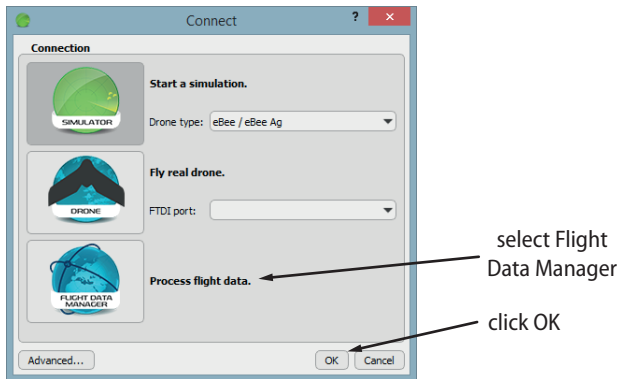 Connect
?
×
Connection
SIMULATOR
Start a simulation.
Drone type: eBee / eBee Ag
DRONE
Fly real drone.
FTDI port:
FLIGHT DATA
MANAGER
Process flight data.
select Flight
Data Manager
click OK
Advanced...
OK
Cancel